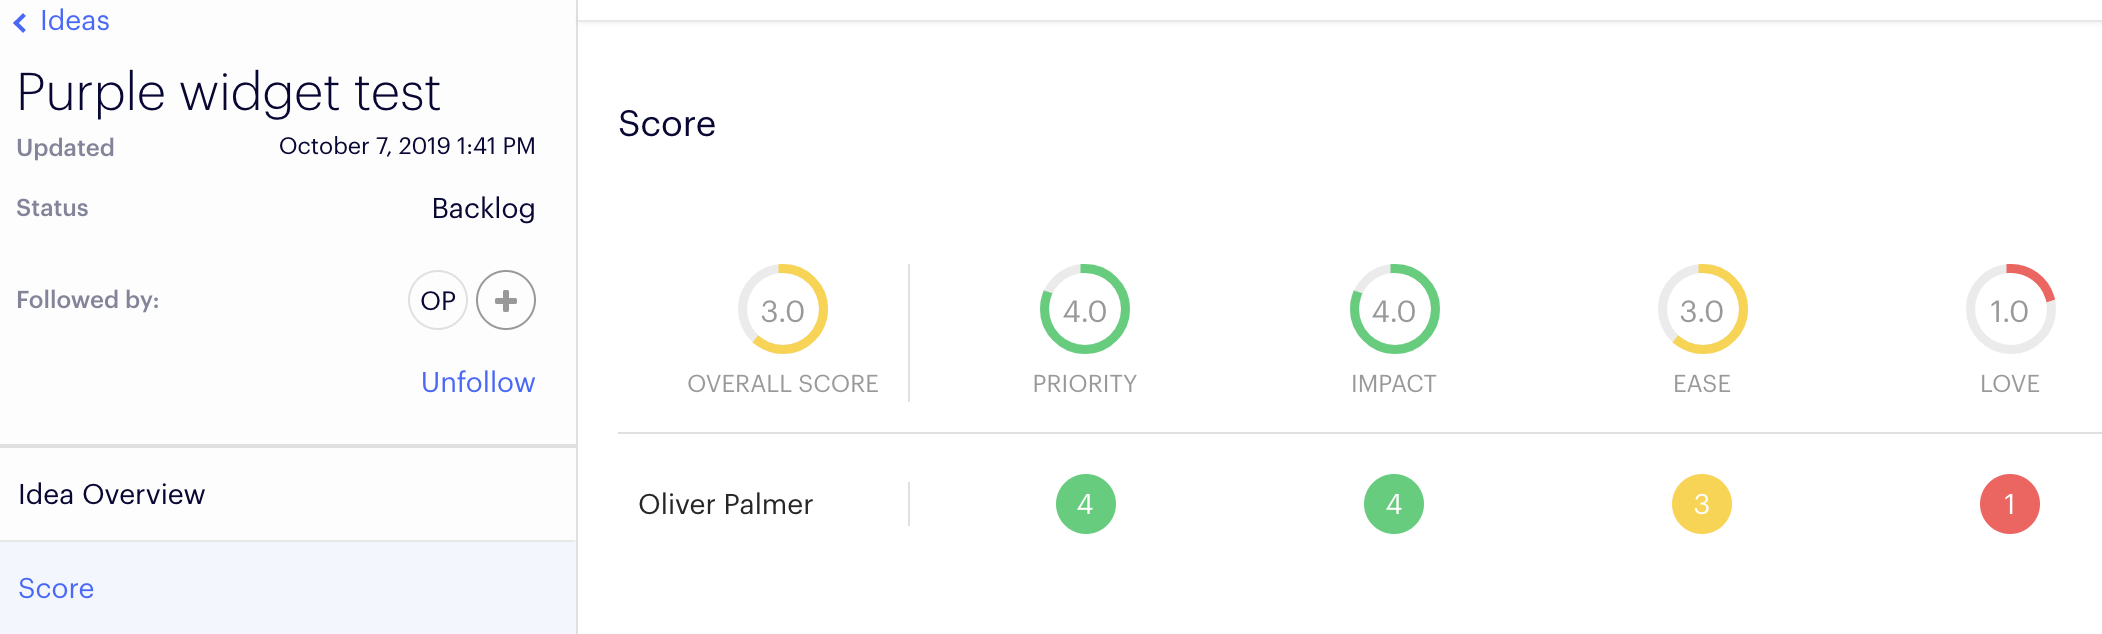 Ideas
Purple widget test
Updated October 7, 2019 1:41 PM
Status Backlog
Followed by: OP
Unfollow
Idea Overview
Score
Score
3.0 4.0 4.0 3.0 1.0
OVERALL SCORE PRIORITY IMPACT EASE LOVE
Oliver Palmer 4 4 3 1